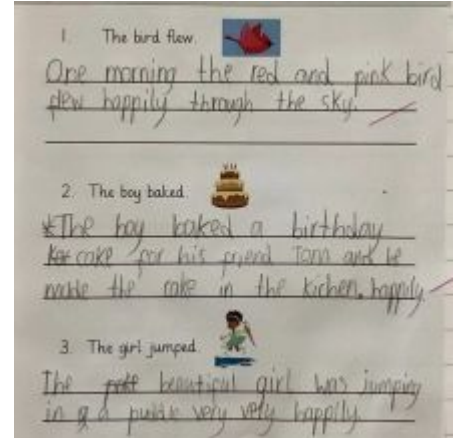 1. The bird flew.
One morning the red and pink bird
flew happily through the sky.
2. The boy baked.
The boy baked a birthday
cake for his friend and he
made the cake in the kichen. happily
3. The girl jumped.
The beautiful girl was jumping
in a puddle very very happily.